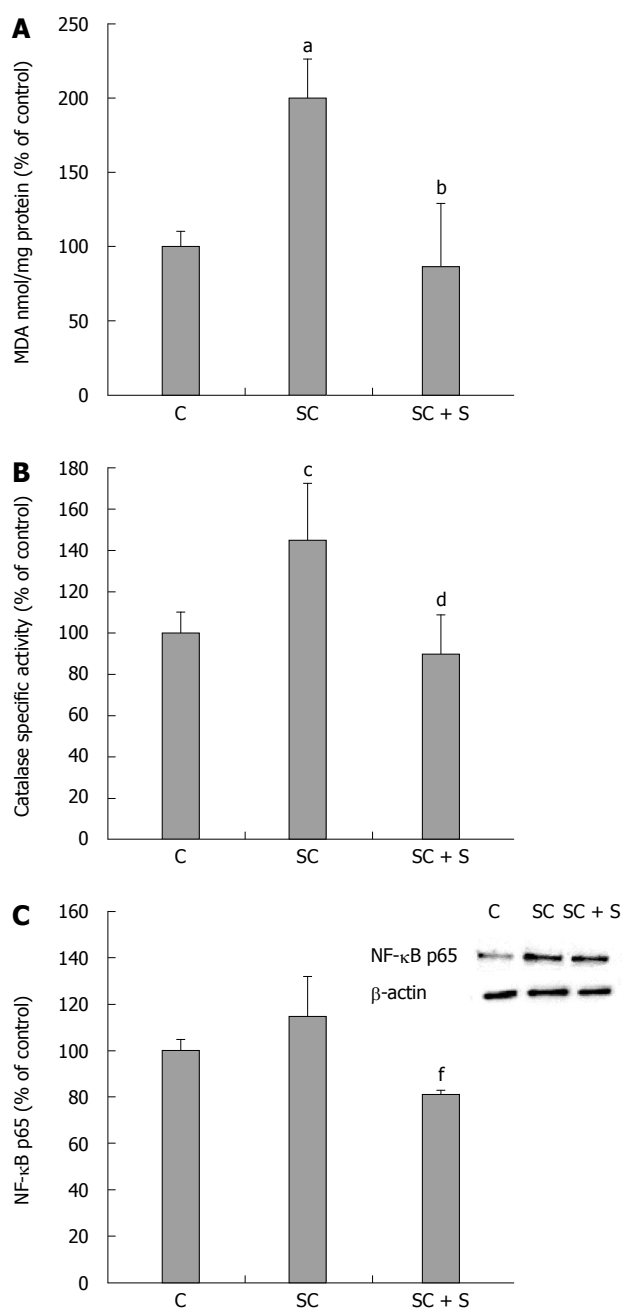 A
MDA nmol/mg protein (% of control)
250
200
150
100
50
0
a
b
C
SC
SC + S
B
Catalase specific activity (% of control)
180
160
140
120
100
80
60
40
20
0
c
d
C
SC
SC + S
C
NF-κB p65 (% of control)
160
140
120
100
80
60
40
20
0
f
C SC SC + S
NF-κB p65
β-actin
C
SC
SC + S